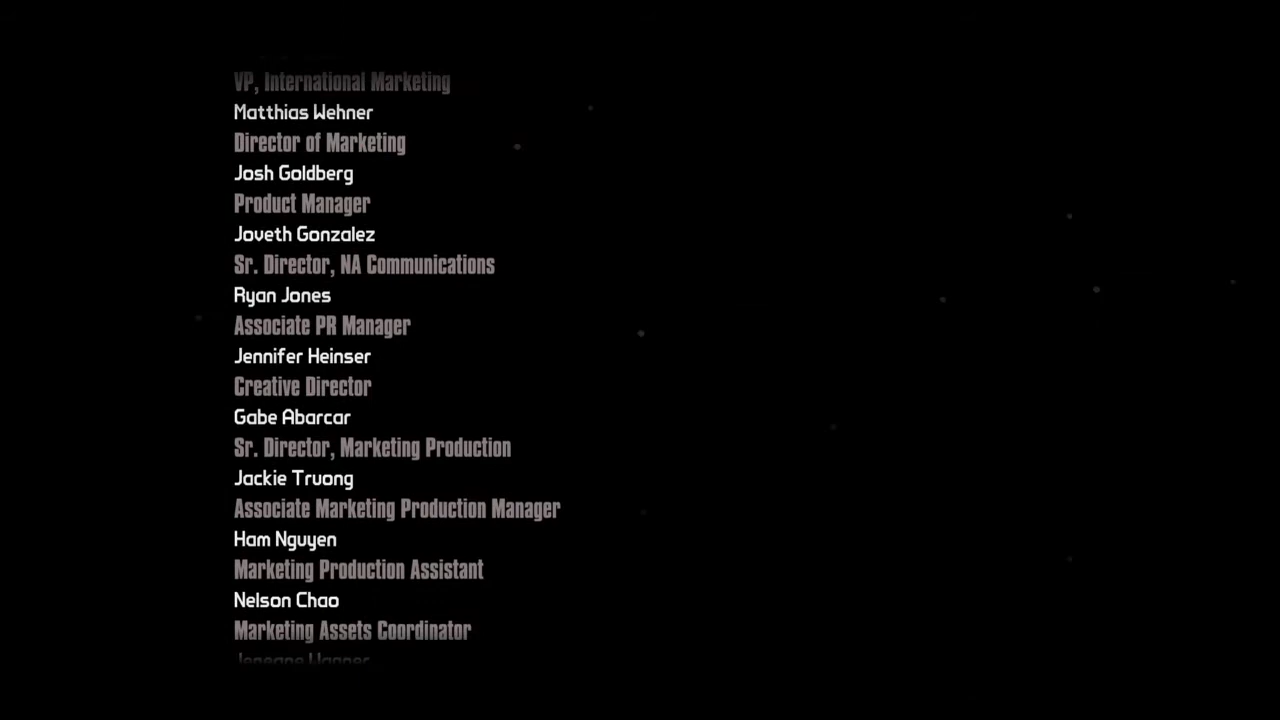 VP, International Marketing
Matthias Wehner
Director of Marketing
Josh Goldberg
Product Manager
Joveth Gonzalez
Sr. Director, NA Communications
Ryan Jones
Associate PR Manager
Jennifer Heinser
Creative Director
Gabe Abarcar
Sr. Director, Marketing Production
Jackie Truong
Associate Marketing Production Manager
Ham Nguyen
Marketing Production Assistant
Nelson Chao
Marketing Assets Coordinator